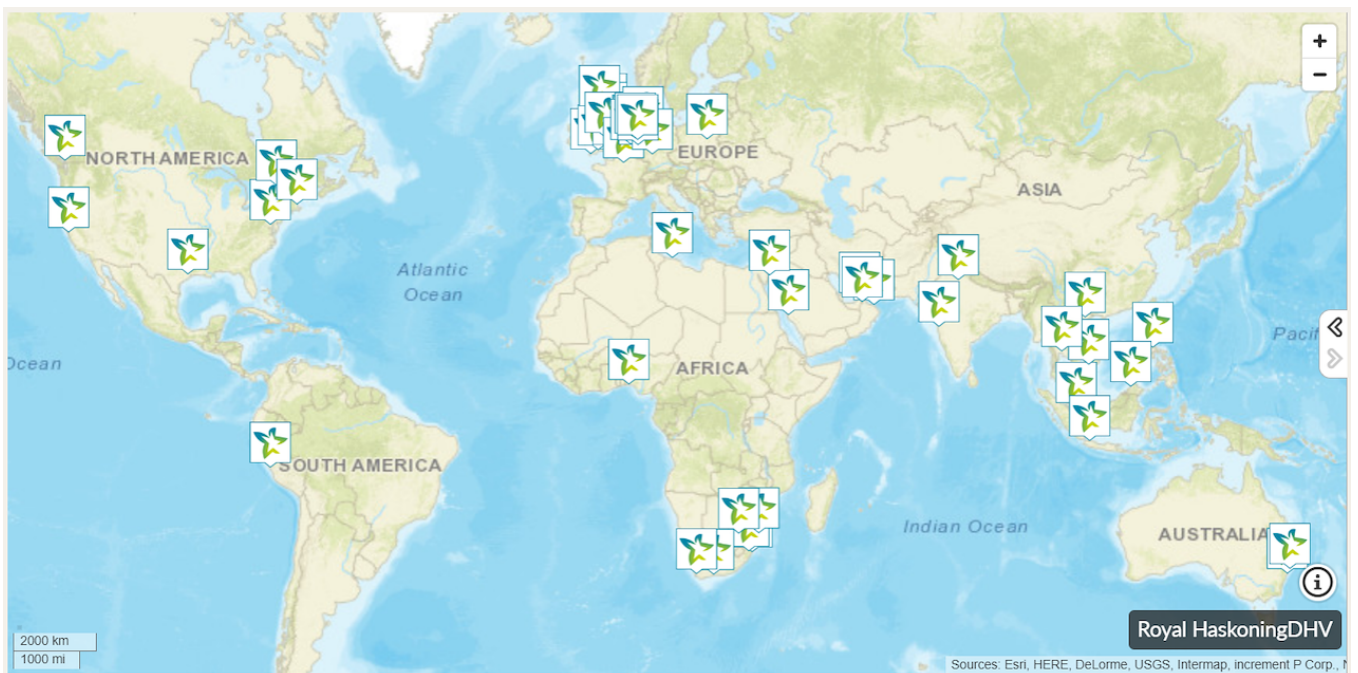 +
−
NORTH AMERICA
EUROPE
ASIA
Atlantic
Ocean
Pacif
Ocean
AFRICA
SOUTH AMERICA
Indian Ocean
AUSTRALIA
i
Royal HaskoningDHV
2000 km
1000 mi
Sources: Esri, HERE, DeLorme, USGS, Intermap, increment P Corp., N